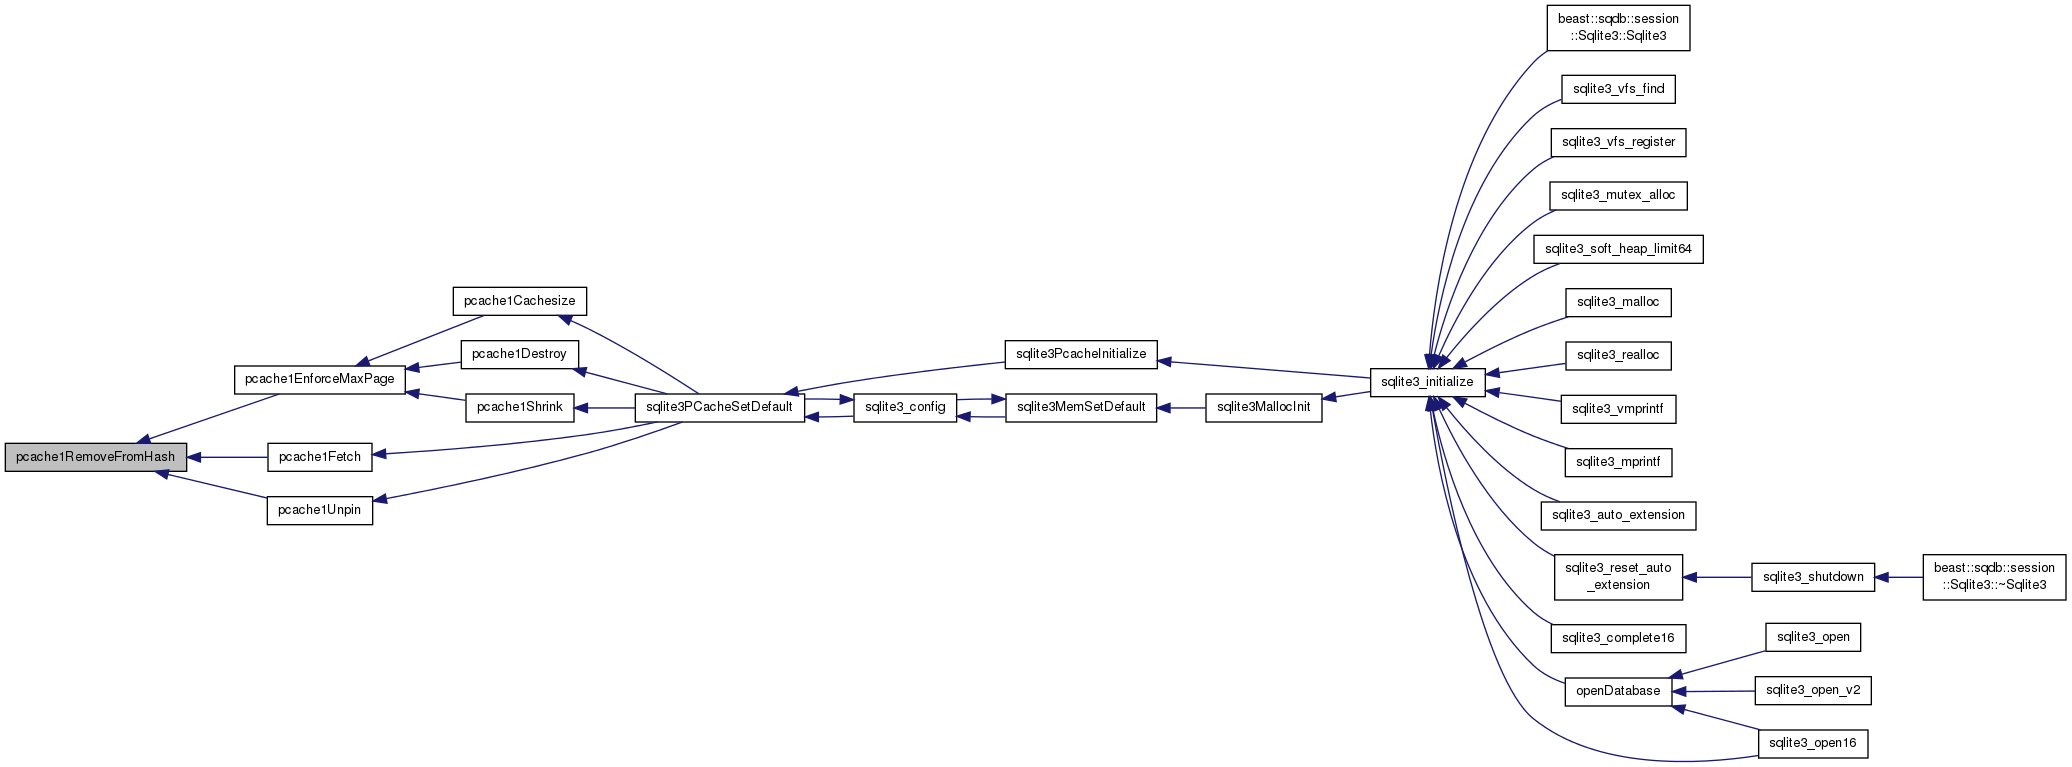 pcache1RemoveFromHash
pcache1EnforceMaxPage
pcache1Fetch
pcache1Unpin
pcache1Cachesize
pcache1Destroy
pcache1Shrink
sqlite3PCacheSetDefault
sqlite3_config
sqlite3PcacheInitialize
sqlite3MemSetDefault
sqlite3MallocInit
sqlite3_initialize
beast::sqdb::session
::Sqlite3::Sqlite3
sqlite3_vfs_find
sqlite3_vfs_register
sqlite3_mutex_alloc
sqlite3_soft_heap_limit64
sqlite3_malloc
sqlite3_realloc
sqlite3_vmprintf
sqlite3_mprintf
sqlite3_auto_extension
sqlite3_reset_auto
_extension
sqlite3_complete16
openDatabase
sqlite3_shutdown
sqlite3_open
sqlite3_open_v2
sqlite3_open16
beast::sqdb::session
::Sqlite3::~Sqlite3